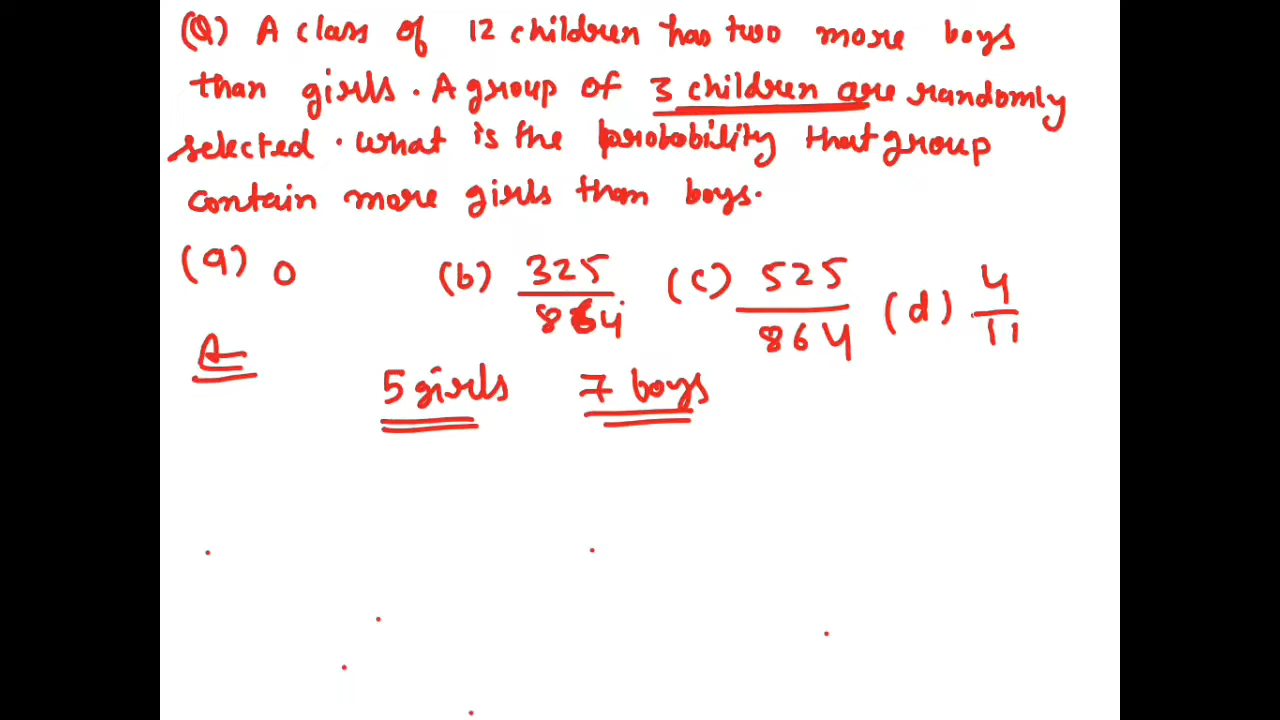 (Q) A class of 12 children has two more boys
than girls. A group of 3 children are randomly
selected. What is the probability that group
contain more girls than boys.
(a) 0 (b) 325/864 (c) 525/864 (d) 4/11
A
5 girls 7 boys